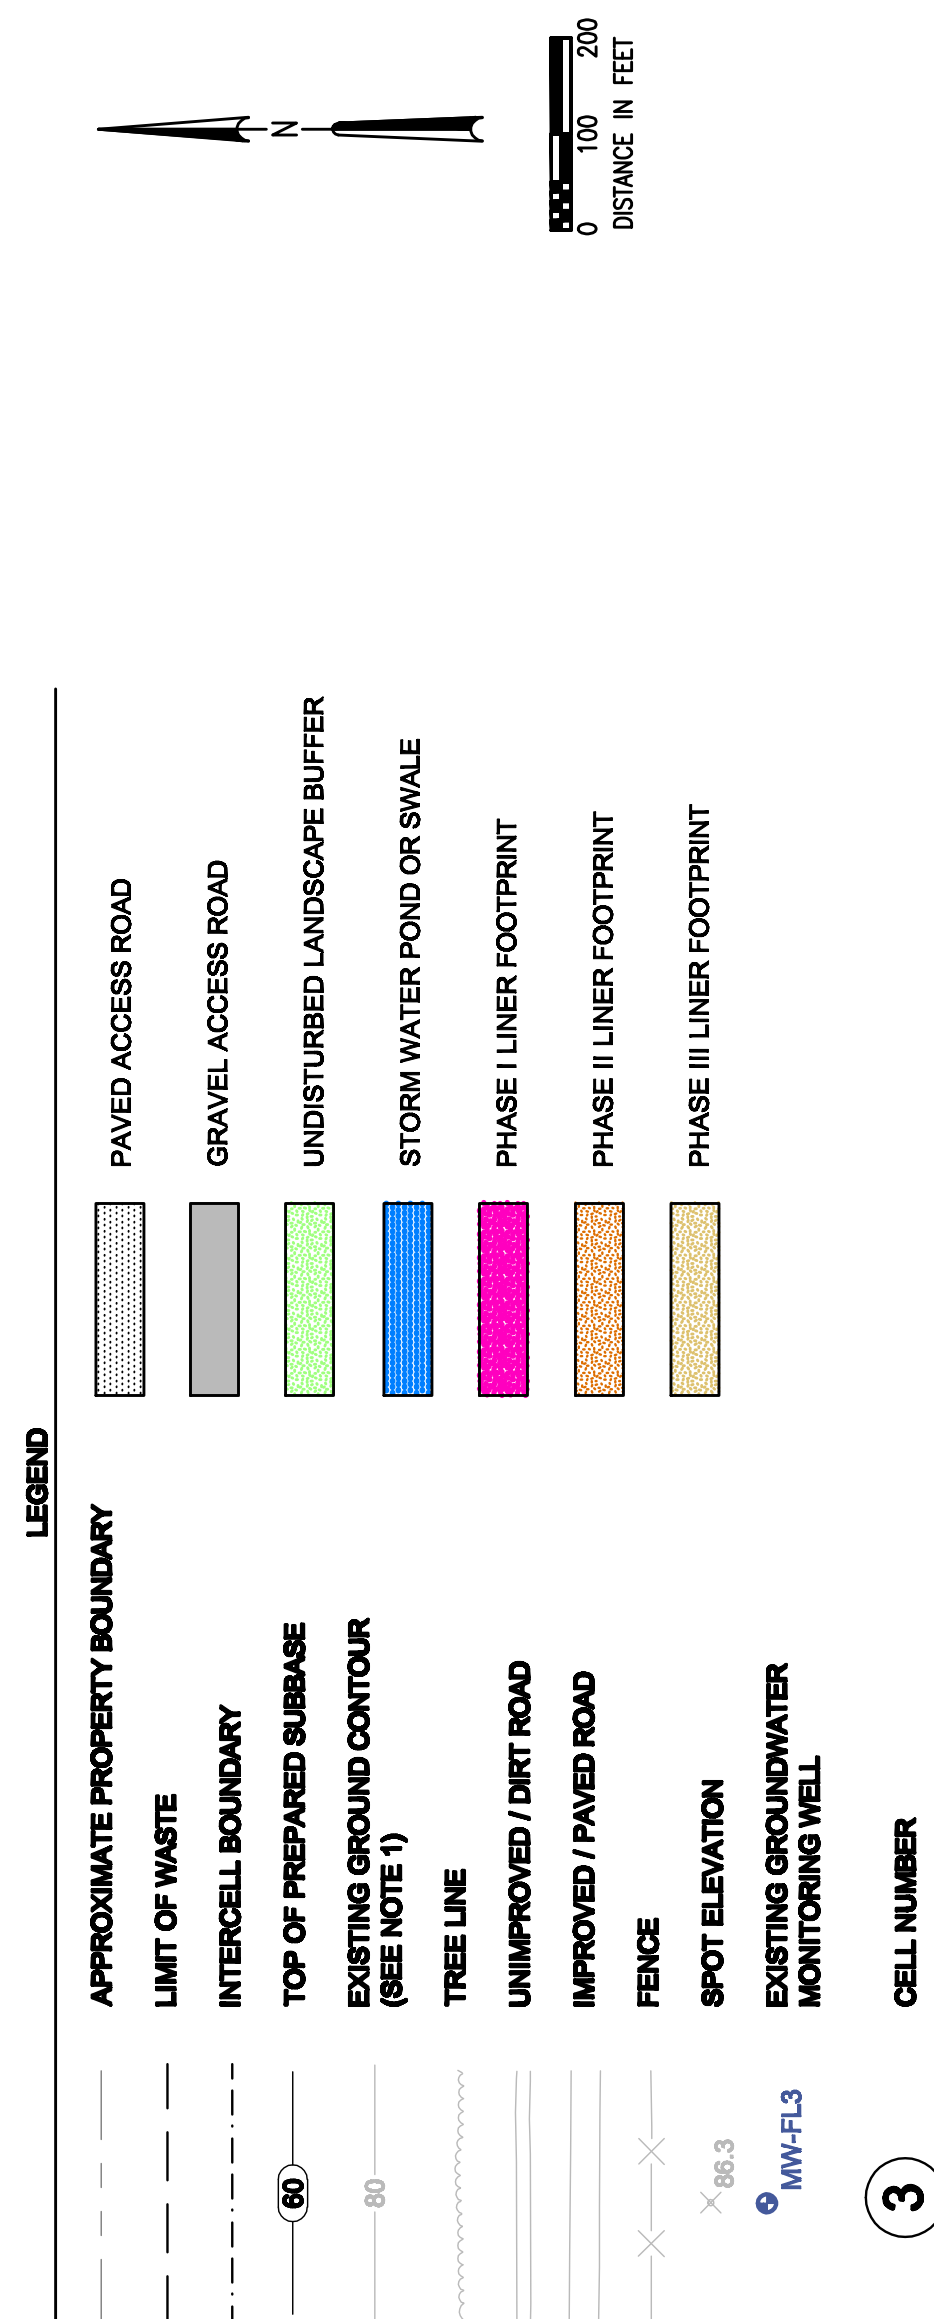 LEGEND
APPROXIMATE PROPERTY BOUNDARY
LIMIT OF WASTE
INTERCELL BOUNDARY
60 TOP OF PREPARED SUBBASE
80 EXISTING GROUND CONTOUR
(SEE NOTE 1)
TREE LINE
UNIMPROVED / DIRT ROAD
IMPROVED / PAVED ROAD
FENCE
86.3 SPOT ELEVATION
MW-FL3 EXISTING GROUNDWATER
MONITORING WELL
3 CELL NUMBER
PAVED ACCESS ROAD
GRAVEL ACCESS ROAD
UNDISTURBED LANDSCAPE BUFFER
STORM WATER POND OR SWALE
PHASE I LINER FOOTPRINT
PHASE II LINER FOOTPRINT
PHASE III LINER FOOTPRINT
N
0 100 200
DISTANCE IN FEET